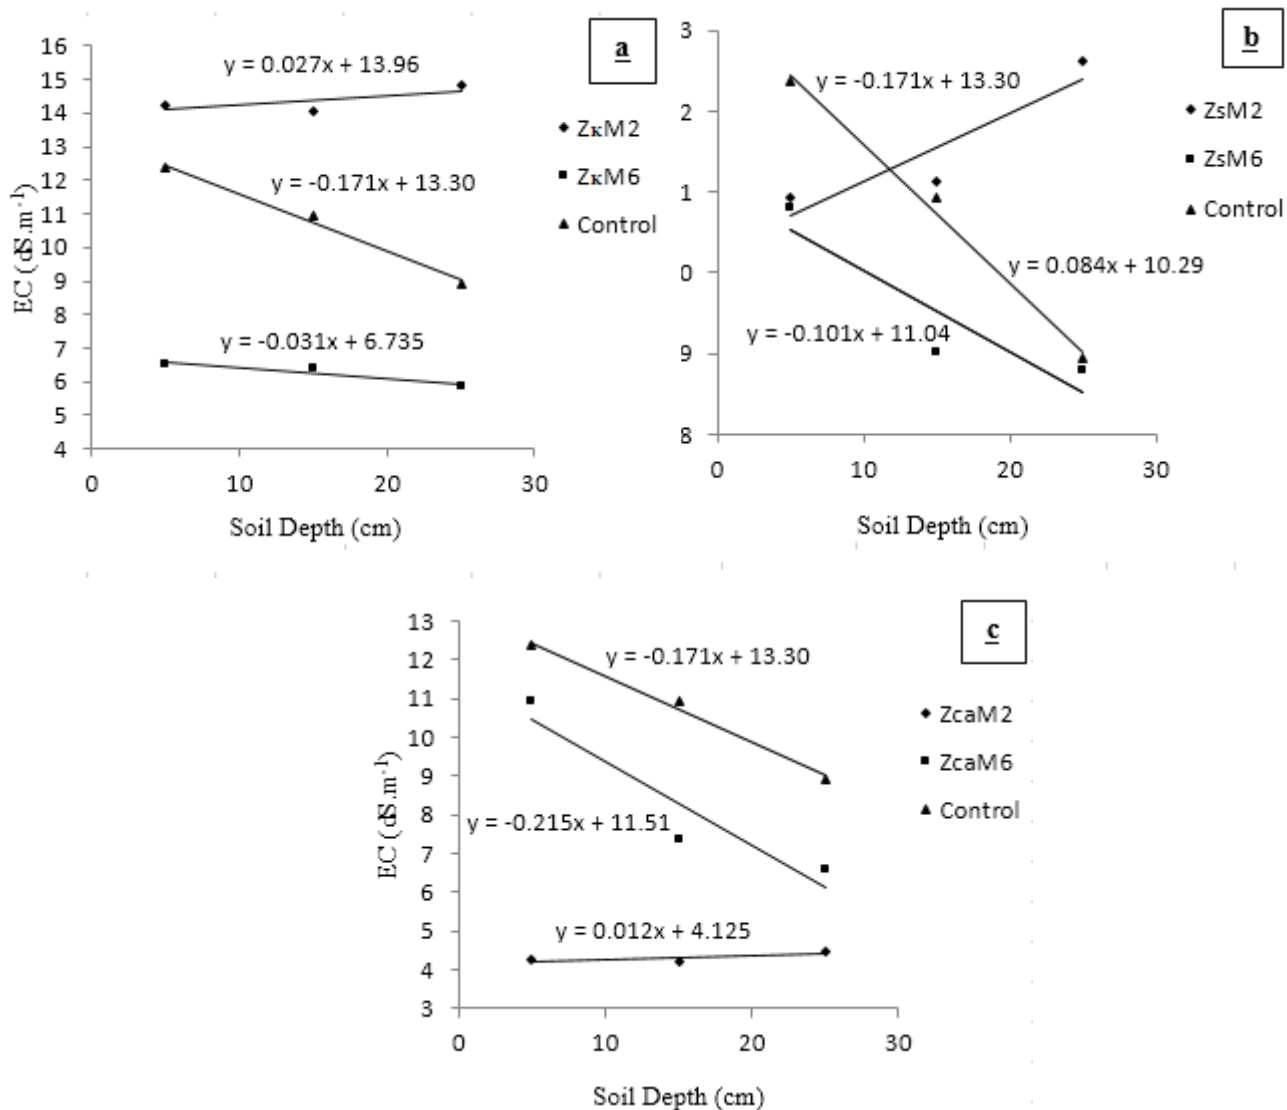 a
16
15
14
13
12
11
10
9
8
7
6
5
4
EC ( dS.m⁻¹)
y = 0.027x + 13.96
y = -0.171x + 13.30
y = -0.031x + 6.735
ZκM2
ZκM6
Control
0 10 20 30
Soil Depth (cm)
b
3
2
1
0
9
8
y = -0.171x + 13.30
y = 0.084x + 10.29
y = -0.101x + 11.04
ZsM2
ZsM6
Control
0 10 20 30
Soil Depth (cm)
c
13
12
11
10
9
8
7
6
5
4
3
EC ( dS.m⁻¹)
y = -0.171x + 13.30
y = -0.215x + 11.51
y = 0.012x + 4.125
ZcaM2
ZcaM6
Control
0 10 20 30
Soil Depth (cm)